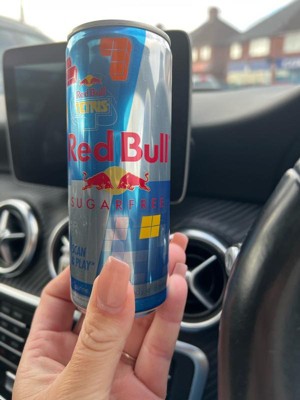 Red Bull
TETRIS
Red Bull
SUGARFREE
SCAN
& PLAY*